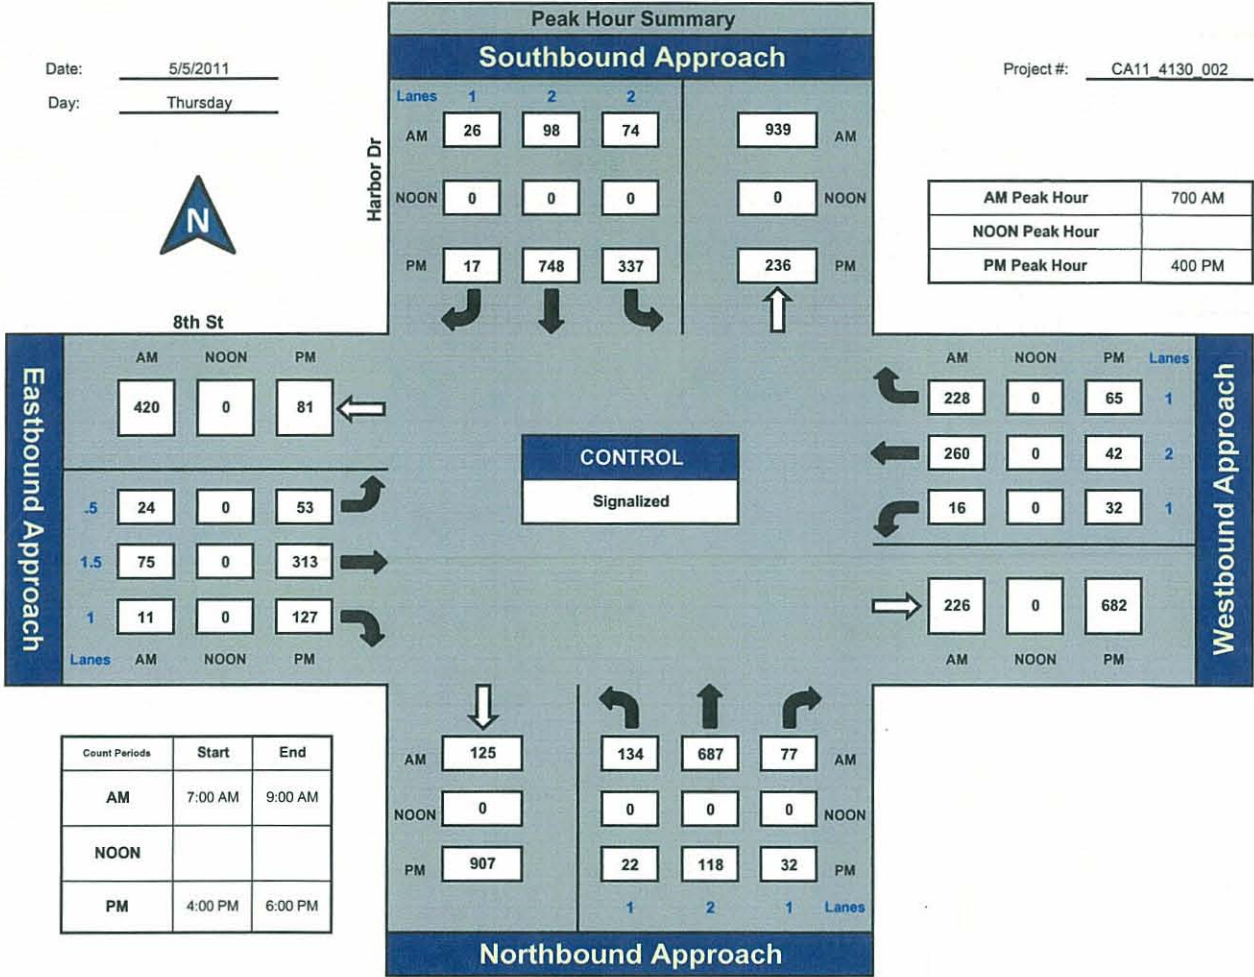 Peak Hour Summary
Southbound Approach
Date: 5/5/2011
Day: Thursday
Project #: CA11_4130_002
Harbor Dr
Lanes 1 2 2
AM 26 98 74 939 AM
NOON 0 0 0 0 NOON
PM 17 748 337 236 PM
N
AM Peak Hour 700 AM
NOON Peak Hour
PM Peak Hour 400 PM
8th St
Eastbound Approach
AM NOON PM
420 0 81
.5 24 0 53
1.5 75 0 313
1 11 0 127
Lanes AM NOON PM
CONTROL
Signalized
AM NOON PM Lanes
228 0 65 1
260 0 42 2
16 0 32 1
226 0 682
AM NOON PM
Westbound Approach
Count Periods Start End
AM 7:00 AM 9:00 AM
NOON
PM 4:00 PM 6:00 PM
AM 125 134 687 77 AM
NOON 0 0 0 0 NOON
PM 907 22 118 32 PM
1 2 1 Lanes
Northbound Approach